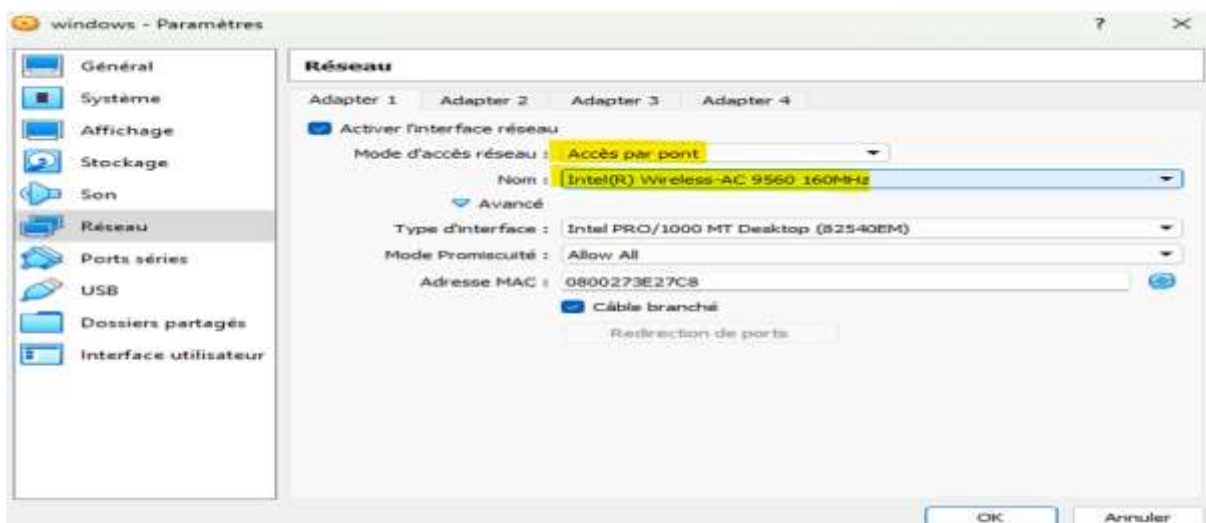 windows - Paramètres
? ×
Général
Système
Affichage
Stockage
Son
Réseau
Ports séries
USB
Dossiers partagés
Interface utilisateur
Réseau
Adapter 1 Adapter 2 Adapter 3 Adapter 4
Activer l'interface réseau
Mode d'accès réseau : Accès par pont
Nom : Intel(R) Wireless-AC 9560 160MHz
Avancé
Type d'interface : Intel PRO/1000 MT Desktop (82540EM)
Mode Promiscuité : Allow All
Adresse MAC : 0800273E27C8
Câble branché
Redirection de ports
OK Annuler